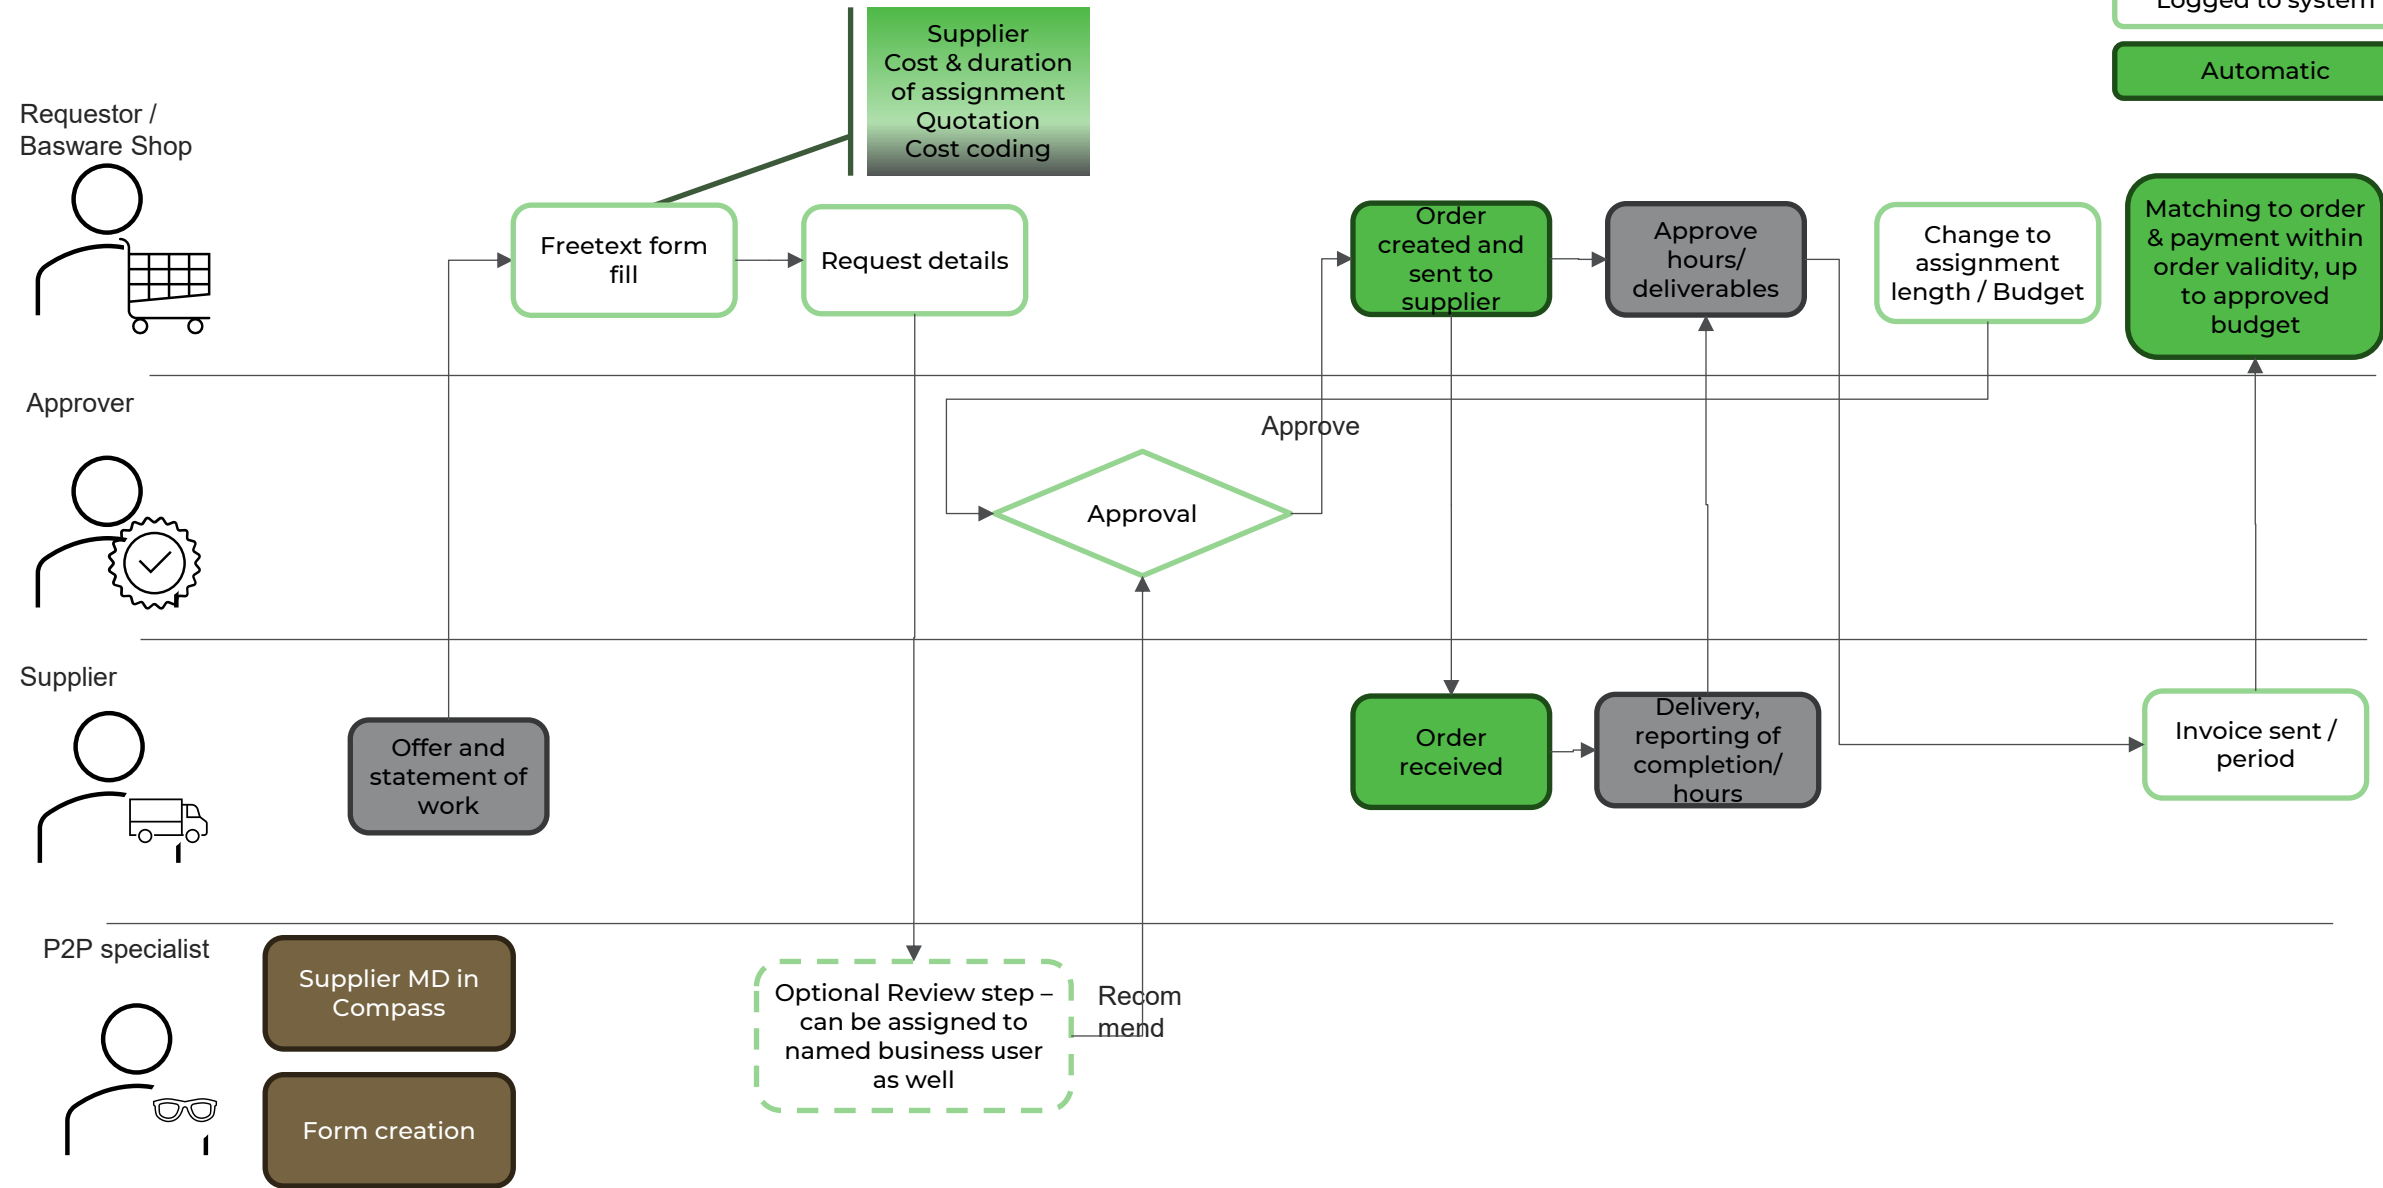 Logged to system
Automatic
Supplier
Cost & duration
of assignment
Quotation
Cost coding
Requestor /
Basware Shop
Freetext form
fill
Request details
Order
created and
sent to
supplier
Approve
hours/
deliverables
Change to
assignment
length / Budget
Matching to order
& payment within
order validity, up
to approved
budget
Approver
Approve
Approval
Supplier
Offer and
statement of
work
Order
received
Delivery,
reporting of
completion/
hours
Invoice sent /
period
P2P specialist
Supplier MD in
Compass
Form creation
Optional Review step –
can be assigned to
named business user
as well
Recom
mend